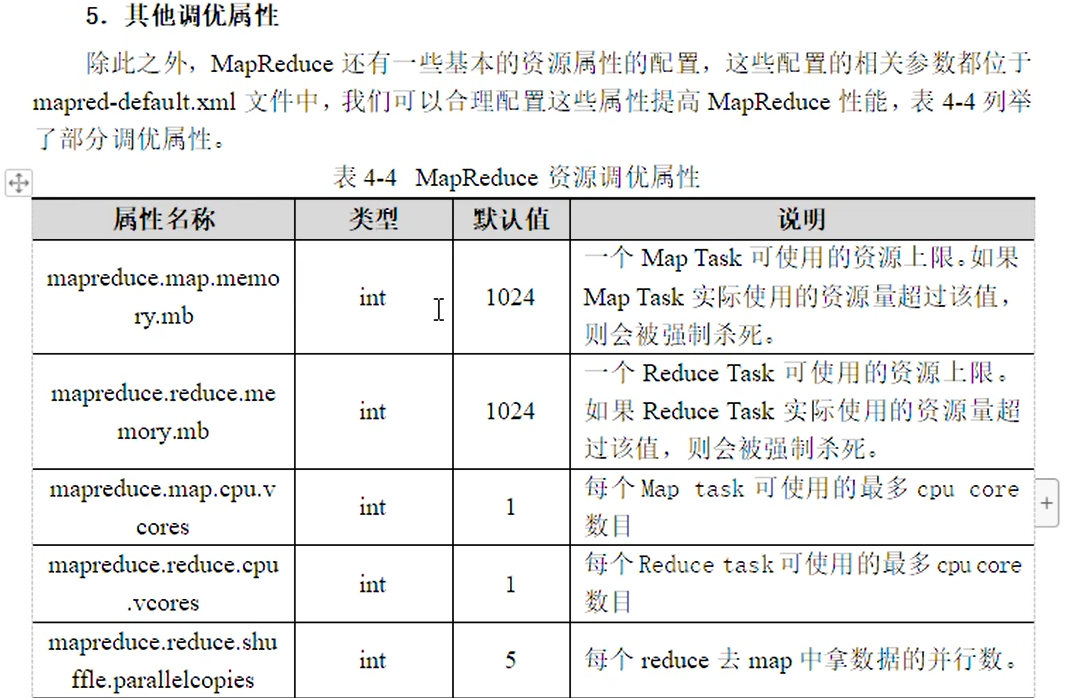 5．其他调优属性
除此之外，MapReduce 还有一些基本的资源属性的配置，这些配置的相关参数都位于
mapred-default.xml 文件中，我们可以合理配置这些属性提高 MapReduce 性能，表 4-4 列举
了部分调优属性。
表 4-4 MapReduce 资源调优属性
属性名称 类型 默认值 说明
mapreduce.map.memo
ry.mb
int
1024
一个 Map Task 可使用的资源上限。如果
Map Task 实际使用的资源量超过该值，
则会被强制杀死。
mapreduce.reduce.me
mory.mb
int
1024
一个 Reduce Task 可使用的资源上限。
如果 Reduce Task 实际使用的资源量超
过该值，则会被强制杀死。
mapreduce.map.cpu.v
cores
int
1
每个 Map task 可使用的最多 cpu core
数目
mapreduce.reduce.cpu
.vcores
int
1
每个 Reduce task 可使用的最多 cpu core
数目
mapreduce.reduce.shu
ffle.parallelcopies
int
5
每个 reduce 去 map 中拿数据的并行数。